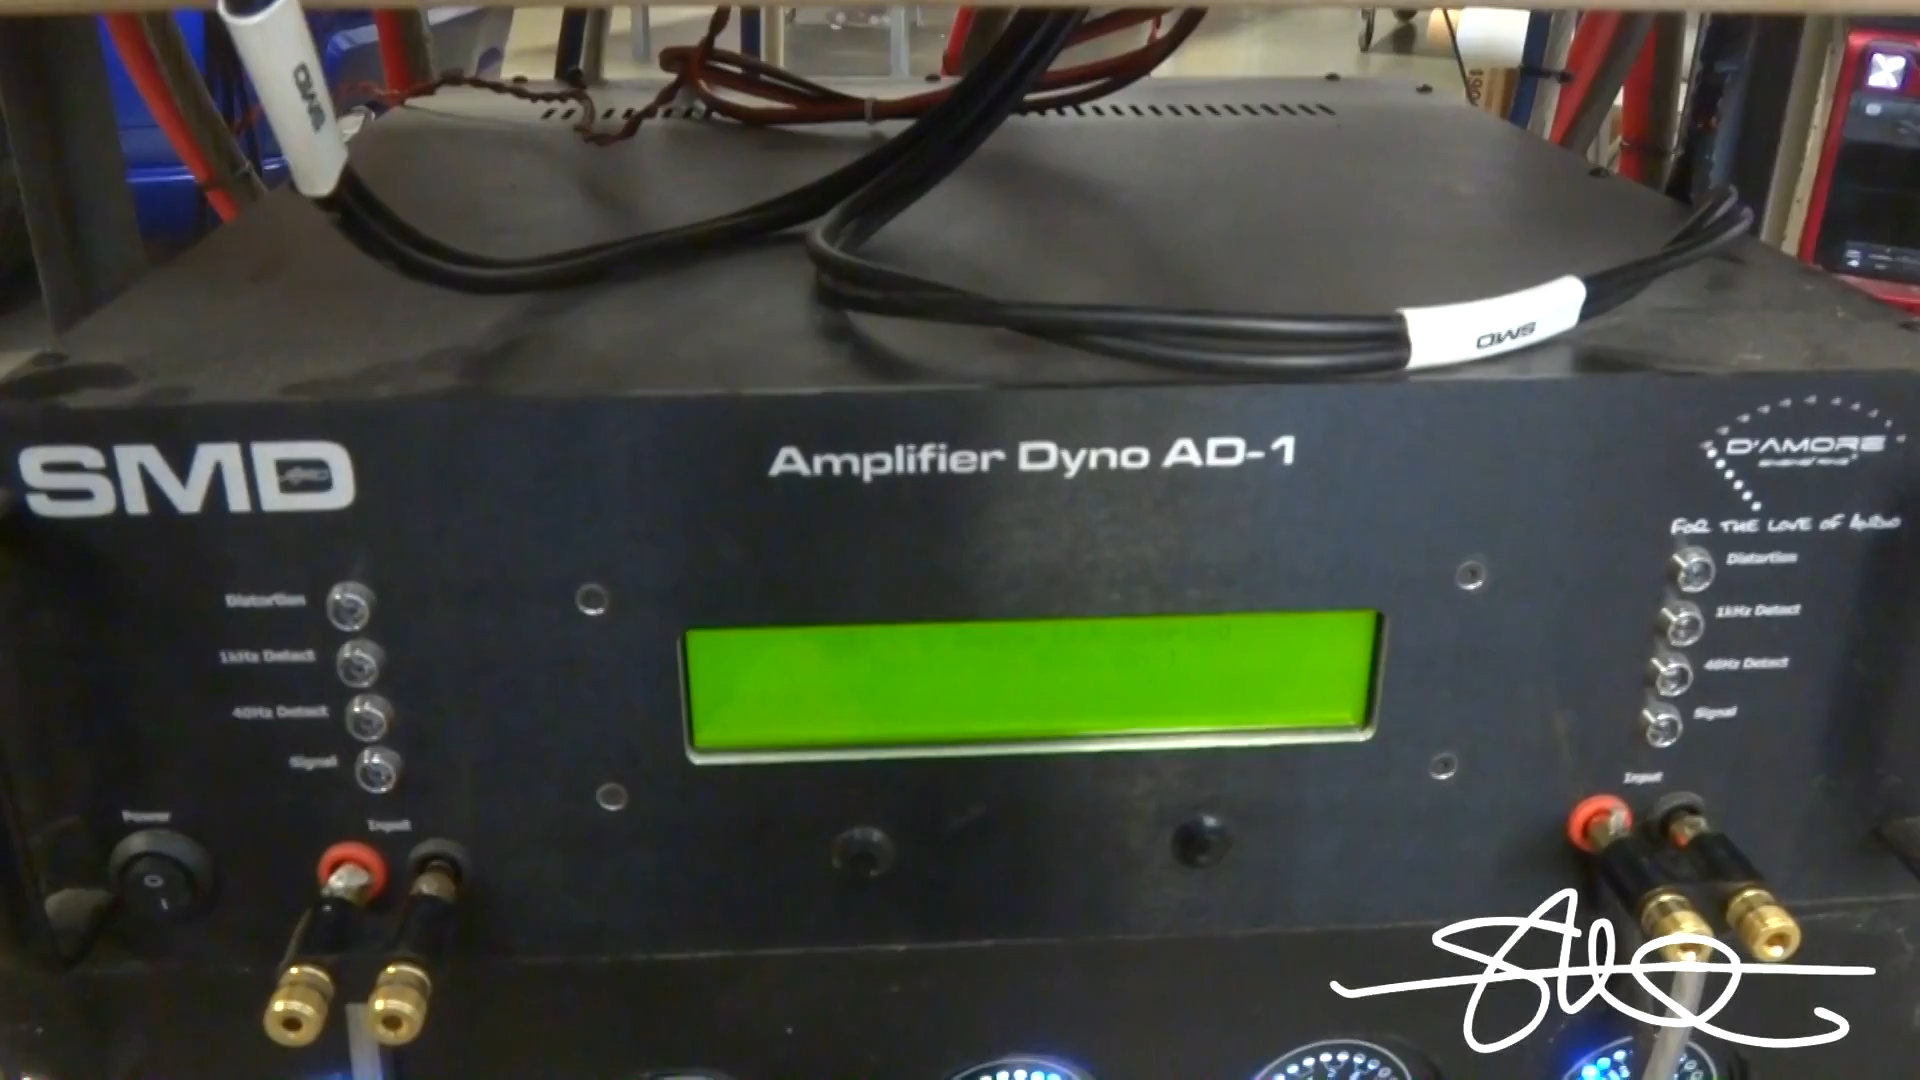 SMD
SMD
SMD
Amplifier Dyno AD-1
D'AMORE
FOR THE LOVE OF AUDIO
Distortion
1kHz Detect
40Hz Detect
Signal
Input
Power
Distortion
1kHz Detect
40Hz Detect
Signal
Input